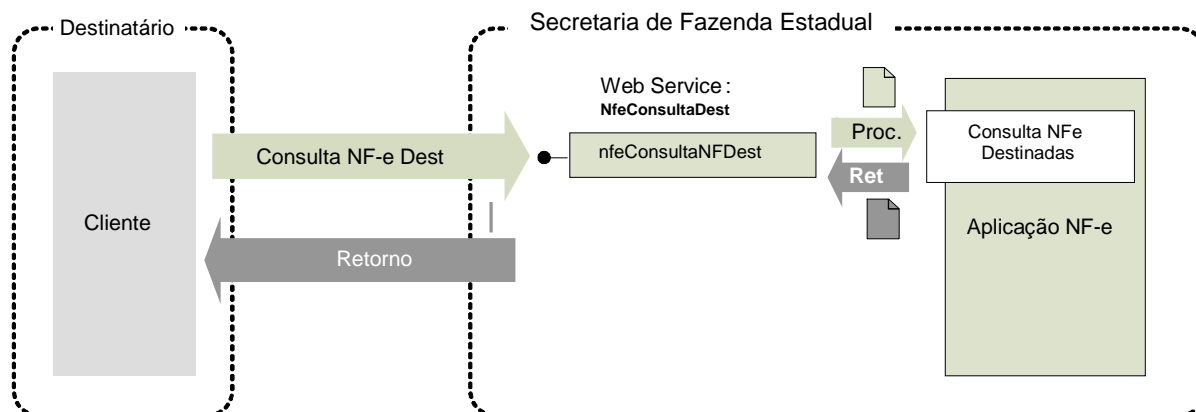 Destinatário
Secretaria de Fazenda Estadual
Web Service :
NfeConsultaDest
Consulta NF-e Dest
nfeConsultaNFDest
Proc.
Consulta NFe
Destinadas
Ret
Cliente
Aplicação NF-e
Retorno